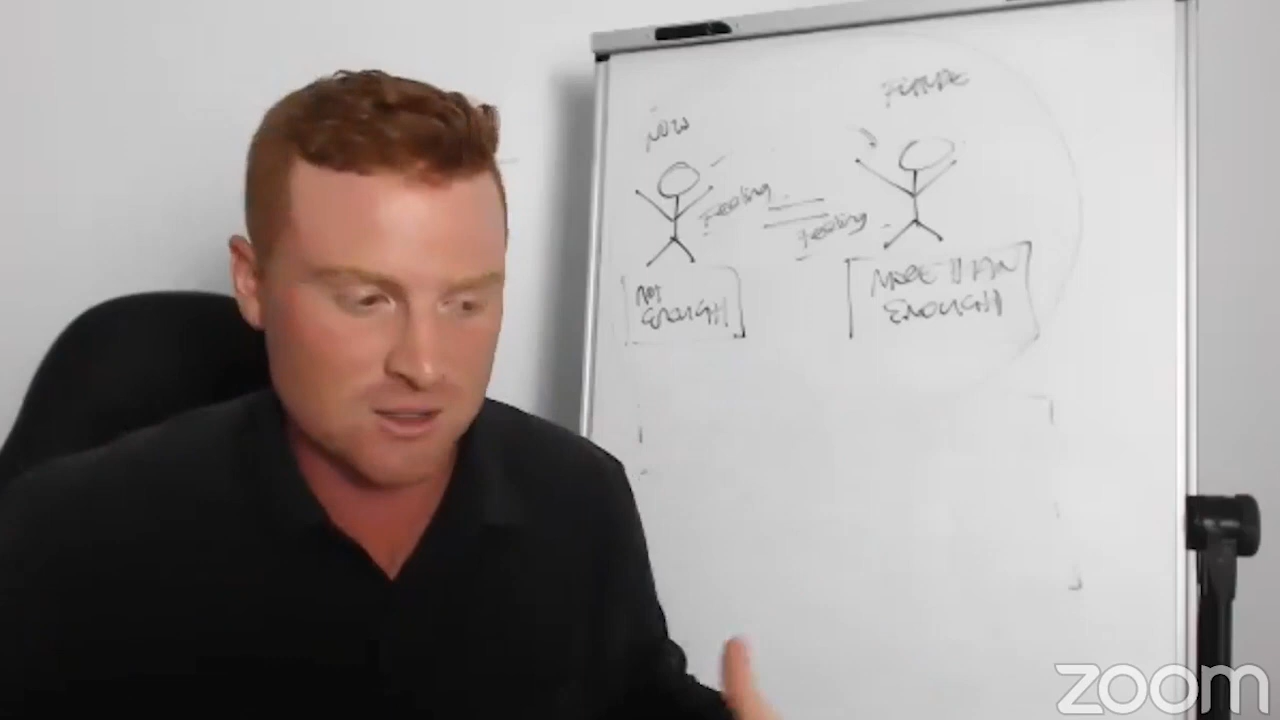 FUTURE
NOW
Feeling
Feeling
NOT
ENOUGH
MORE THAN
ENOUGH
zoom